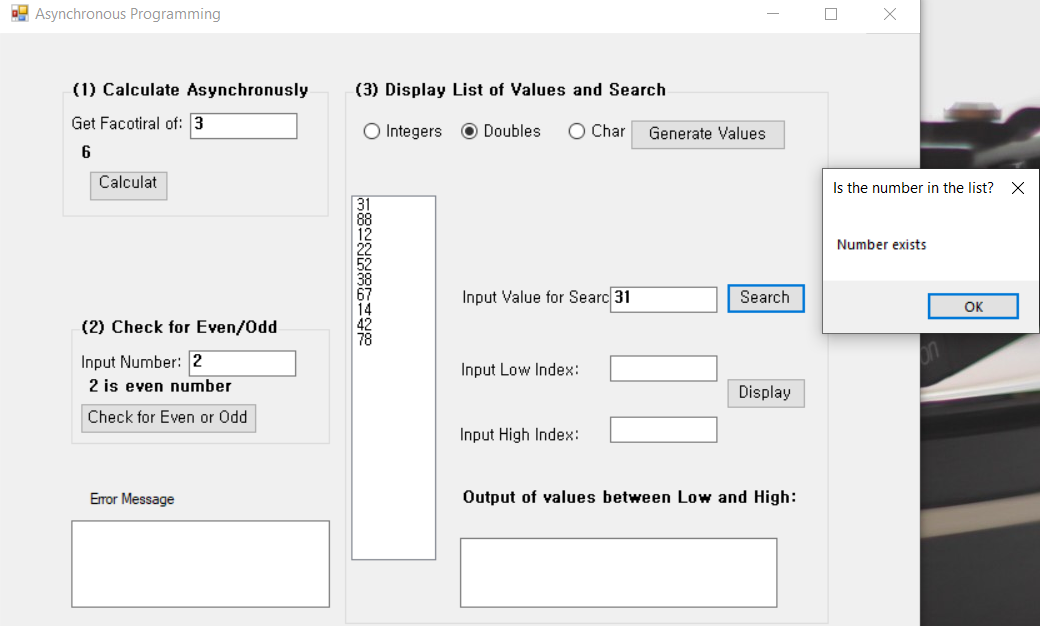 Asynchronous Programming
(1) Calculate Asynchronusly
Get Facotiral of: 3
6
Calculat
(2) Check for Even/Odd
Input Number: 2
2 is even number
Check for Even or Odd
Error Message
(3) Display List of Values and Search
Integers Doubles Char Generate Values
31
88
12
22
52
38
67
14
42
78
Input Value for Searc 31 Search
Input Low Index:
Display
Input High Index:
Output of values between Low and High:
Is the number in the list?
Number exists
OK